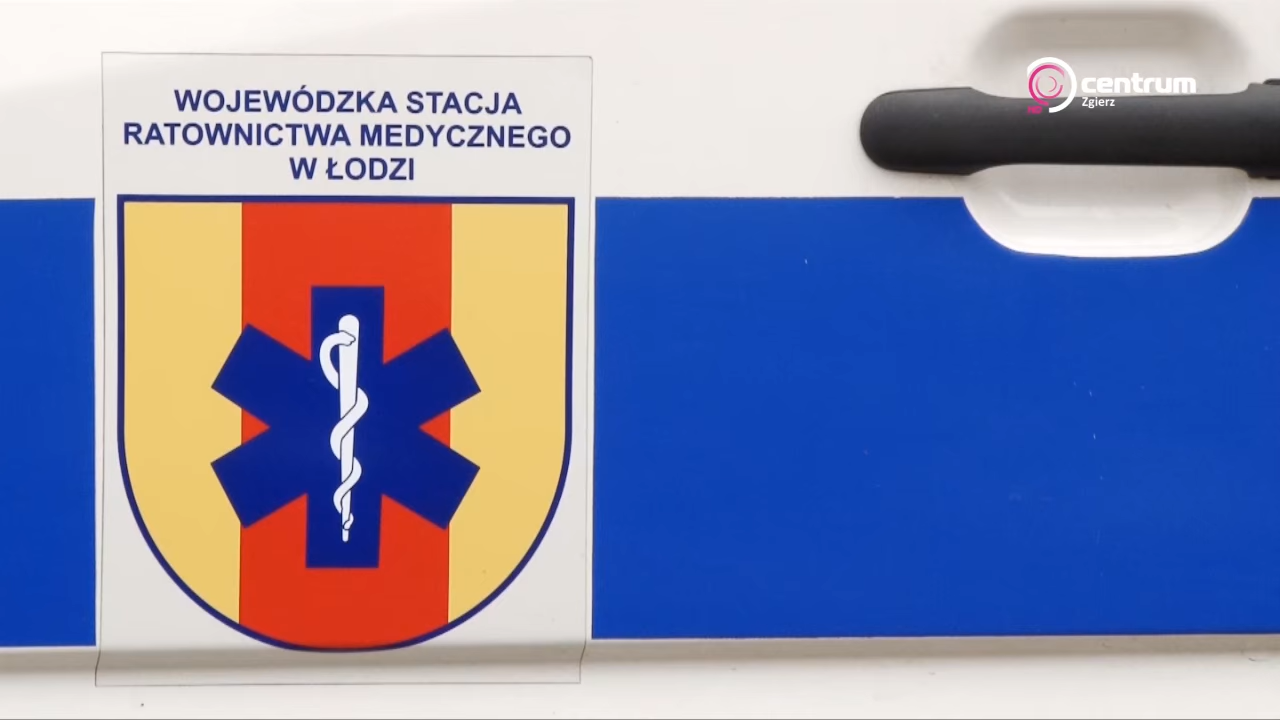 WOJEWÓDZKA STACJA
RATOWNICTWA MEDYCZNEGO
W ŁODZI
centrum
Zgierz